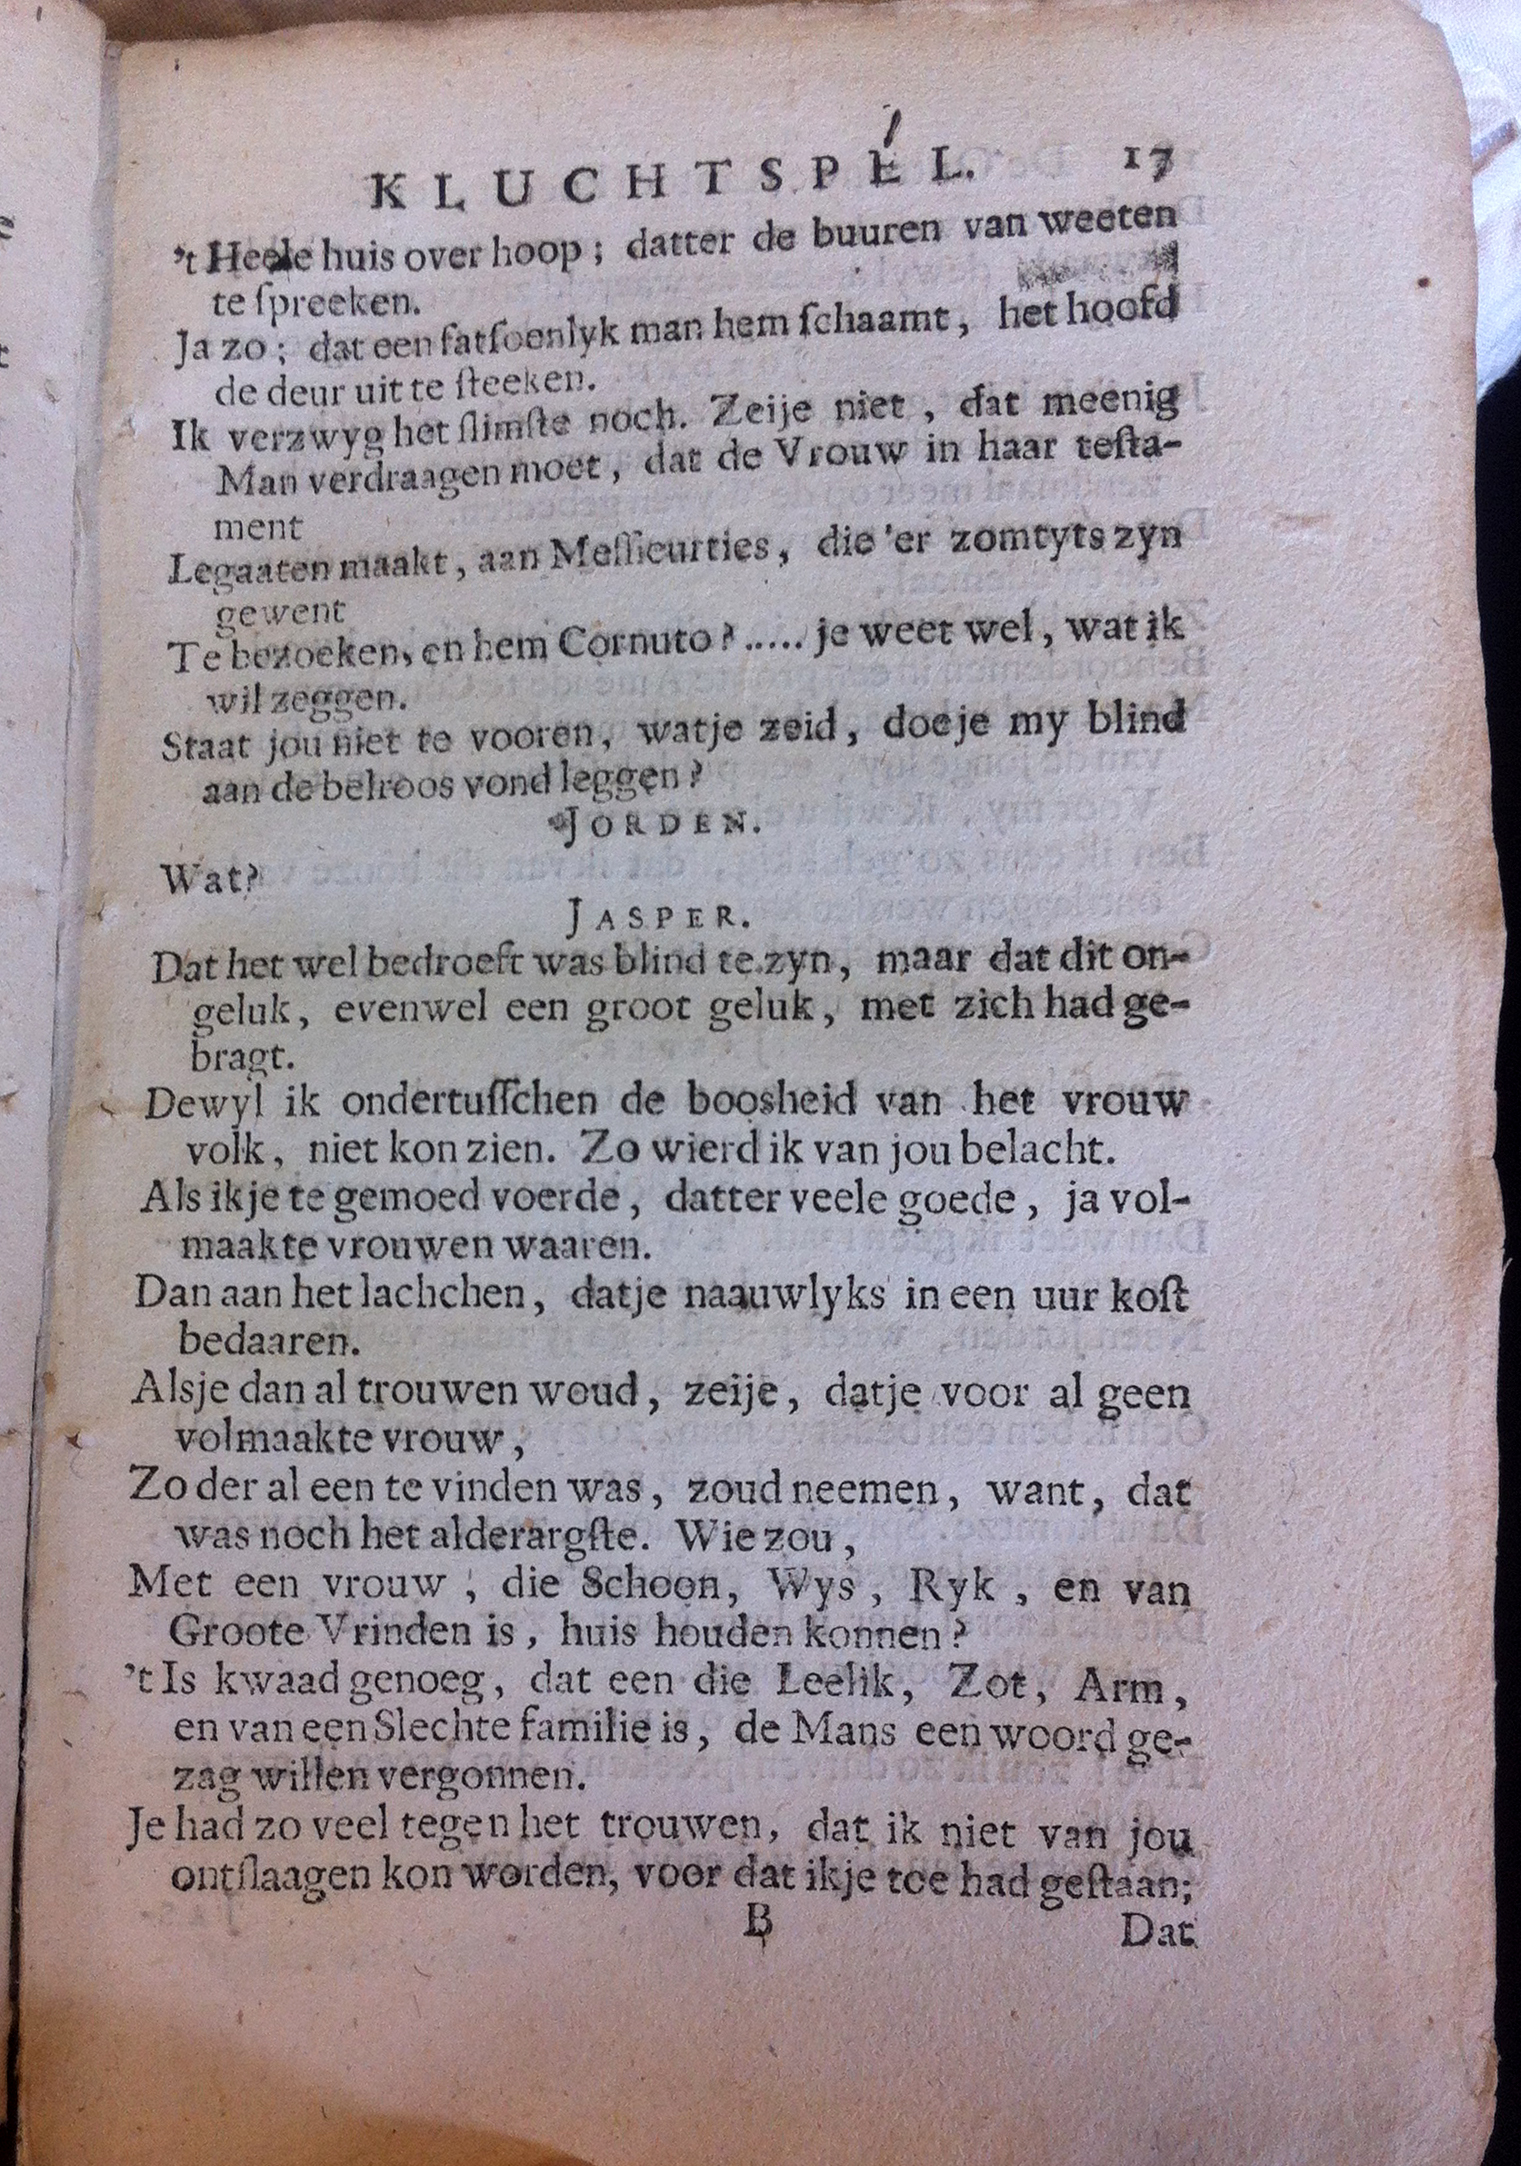 KLUCHTSPEL. 17
't Heele huis over hoop; datter de buuren van weeten
te ſpreeken.
Ja zo; dat een fatſoenlyk man hem ſchaamt, het hoofd
de deur uit te ſteeken.
Ik verzwyg het ſlimſte noch. Zeije niet, dat meenig
Man verdraagen moet, dat de Vrouw in haar teſta-
ment
Legaaten maakt, aan Meſſieurties, die 'er zomtyts zyn
gewent
Te bezoeken, en hem Cornuto?..... je weet wel, wat ik
wil zeggen.
Staat jou niet te vooren, watje zeid, doeje my blind
aan de belroos vond leggen?
JORDEN.
Wat?
JASPER.
Dat het wel bedroeft was blind te zyn, maar dat dit on-
geluk, evenwel een groot geluk, met zich had ge-
bragt.
Dewyl ik ondertuſſchen de boosheid van het vrouw
volk, niet kon zien. Zo wierd ik van jou belacht.
Als ikje te gemoed voerde, datter veele goede, ja vol-
maakte vrouwen waaren.
Dan aan het lachchen, datje naauwlyks in een uur koſt
bedaaren.
Alsje dan al trouwen woud, zeije, datje voor al geen
volmaakte vrouw,
Zo der al een te vinden was, zoud neemen, want, dat
was noch het alderargſte. Wie zou,
Met een vrouw, die Schoon, Wys, Ryk, en van
Groote Vrinden is, huis houden konnen?
't Is kwaad genoeg, dat een die Leelik, Zot, Arm,
en van een Slechte familie is, de Mans een woord ge-
zag willen vergonnen.
Je had zo veel tegen het trouwen, dat ik niet van jou
ontſlaagen kon worden, voor dat ikje toe had geſtaan;
B Dat